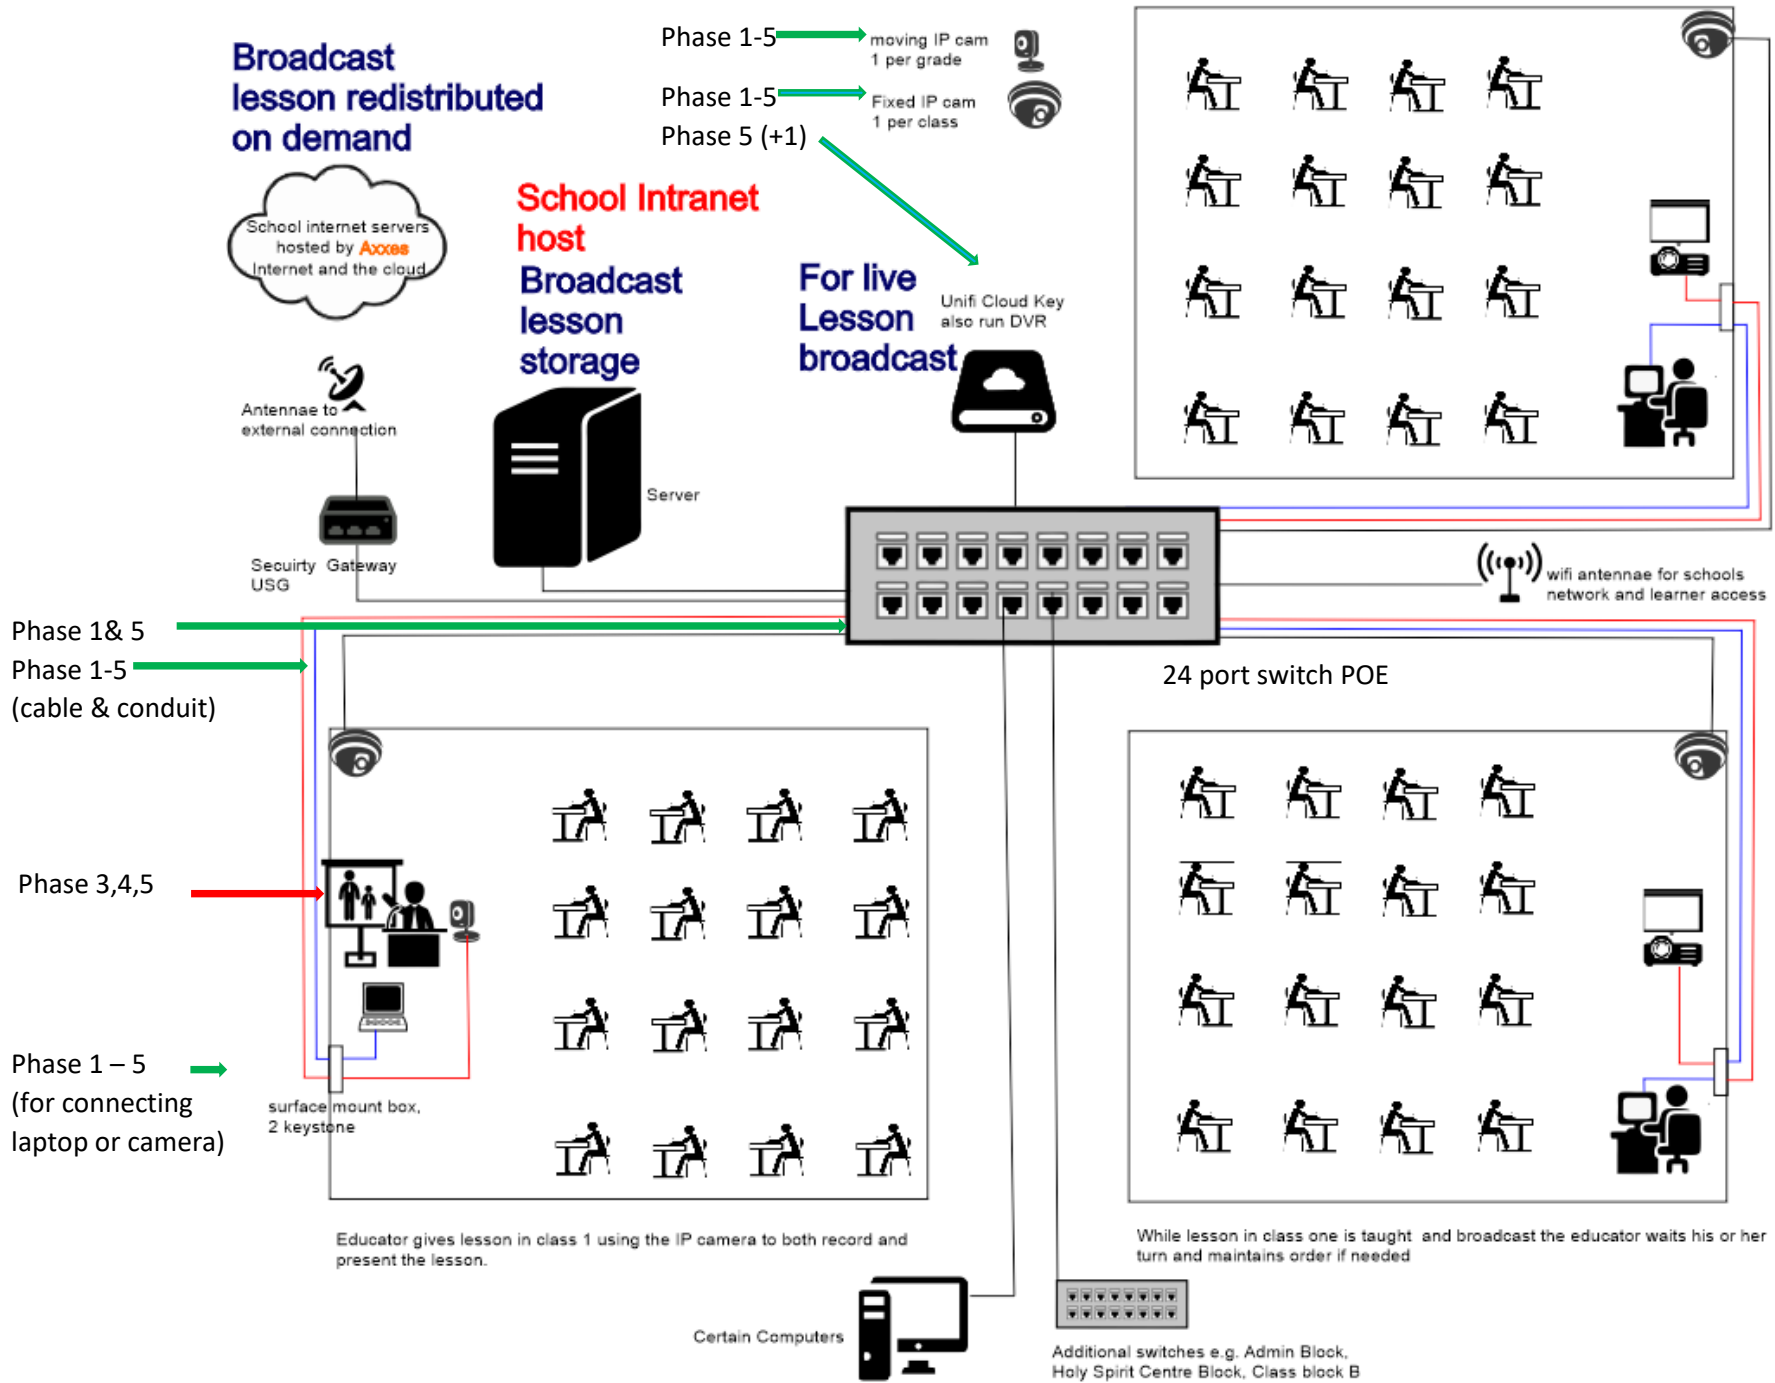 Phase 1-5
moving IP cam
1 per grade
Phase 1-5
Fixed IP cam
1 per class
Phase 5 (+1)
Broadcast
lesson redistributed
on demand
School internet servers
hosted by Axxes
Internet and the cloud
School Intranet
host
Broadcast
lesson
storage
For live
Lesson
broadcast
Unifi Cloud Key
also run DVR
Antennae to
external connection
Server
Secuirty Gateway
USG
wifi antennae for schools
network and learner access
Phase 1& 5
Phase 1-5
(cable & conduit)
24 port switch POE
Phase 3,4,5
Phase 1 – 5
(for connecting
laptop or camera)
surface mount box,
2 keystone
Educator gives lesson in class 1 using the IP camera to both record and
present the lesson.
While lesson in class one is taught and broadcast the educator waits his or her
turn and maintains order if needed
Certain Computers
Additional switches e.g. Admin Block,
Holy Spirit Centre Block, Class block B